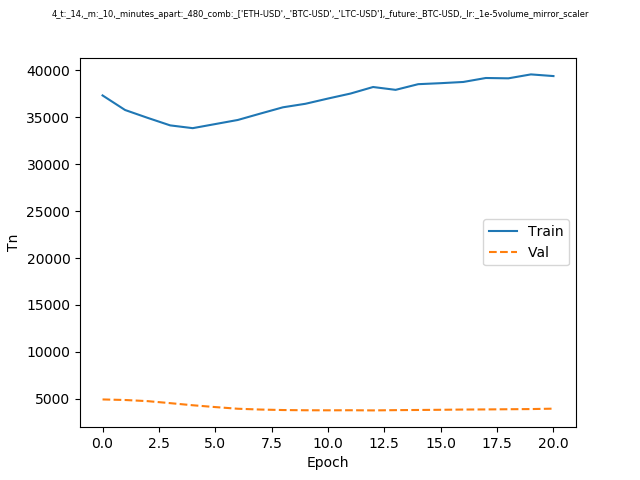 4_t:_14,_m:_10,_minutes_apart:_480_comb:_['ETH-USD',_'BTC-USD',_'LTC-USD'],_future:_BTC-USD,_lr:_1e-5volume_mirror_scaler
40000
35000
30000
25000
20000
15000
10000
5000
Tn
Train
Val
0.0 2.5 5.0 7.5 10.0 12.5 15.0 17.5 20.0
Epoch